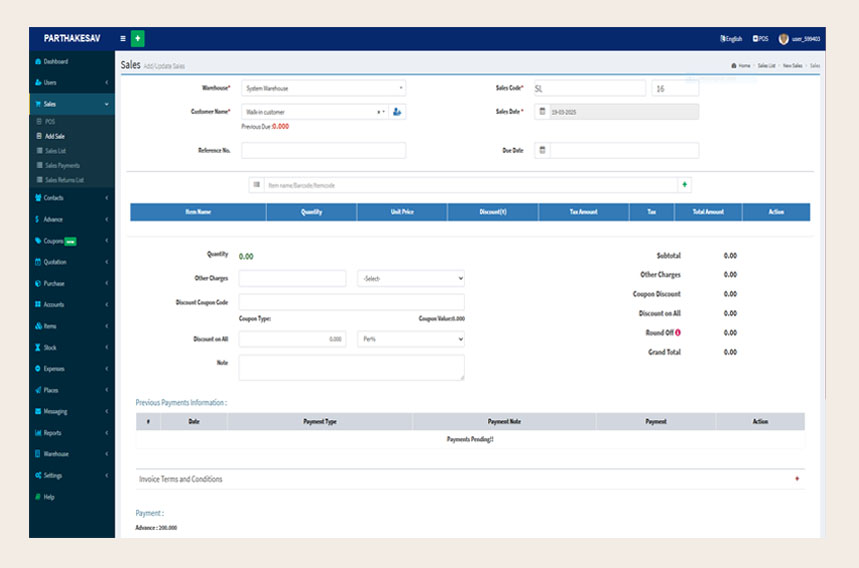 PARTHAKESAV English POS user_599403
Dashboard
Users
Sales
POS
Add Sale
Sales List
Sales Payments
Sales Returns List
Contacts
Advance
Coupons
Quotation
Purchase
Accounts
Items
Stock
Expenses
Places
Messaging
Reports
Warehouse
Settings
Help
Sales Add/Update Sales
Home > Sales List > New Sales > Sales
Warehouse* System Warehouse Sales Code* SL 16
Customer Name* Walk-in customer Sales Date * 19-03-2025
Previous Due :0.000
Reference No. Due Date
Item name/Barcode/Itemcode
Item Name Quantity Unit Price Discount(₹) Tax Amount Tax Total Amount Action
Quantity 0.00 Subtotal 0.00
Other Charges -Select- Other Charges 0.00
Discount Coupon Code Coupon Discount 0.00
Coupon Type: Coupon Value:0.000 Discount on All 0.00
Discount on All 0.000 Per% Round Off 0.00
Note Grand Total 0.00
Previous Payments Information :
# Date Payment Type Payment Note Payment Action
Payments Pending!!
Invoice Terms and Conditions +
Payment :
Advance : 200.000